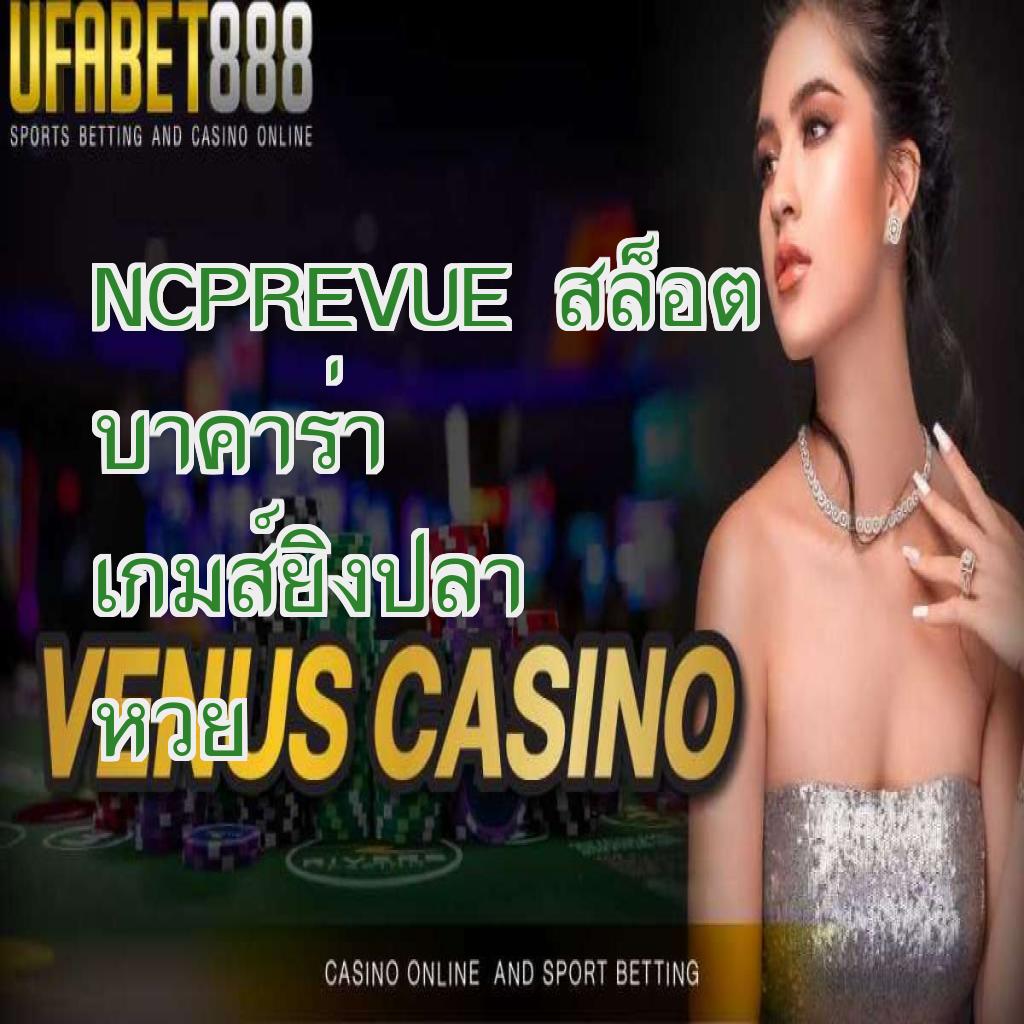 UFABET888
SPORTS BETTING AND CASINO ONLINE
NCPREVUE สล็อต
บาคาร่า
เกมส์ยิงปลา
VENUS CASINO
หวย
CASINO ONLINE AND SPORT BETTING